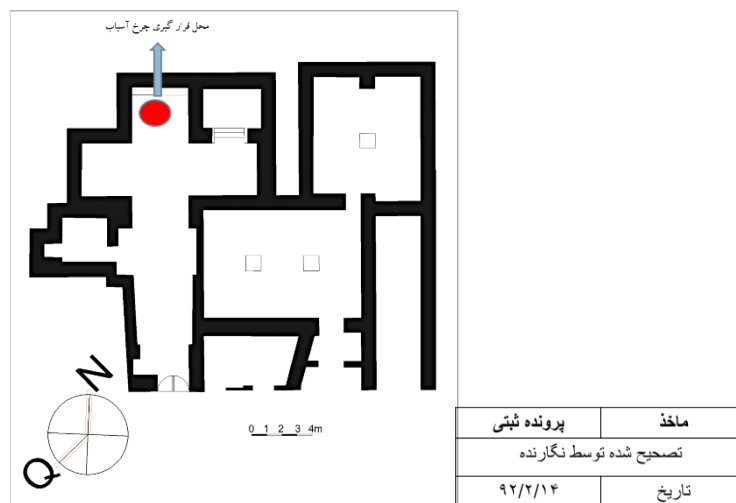 محل قرار گیری چرخ آسیاب
N
Q
0 1 2 3 4m
ماخذ پرونده ثبتی
تصحیح شده توسط نگارنده
تاریخ ۹۲/۲/۱۴